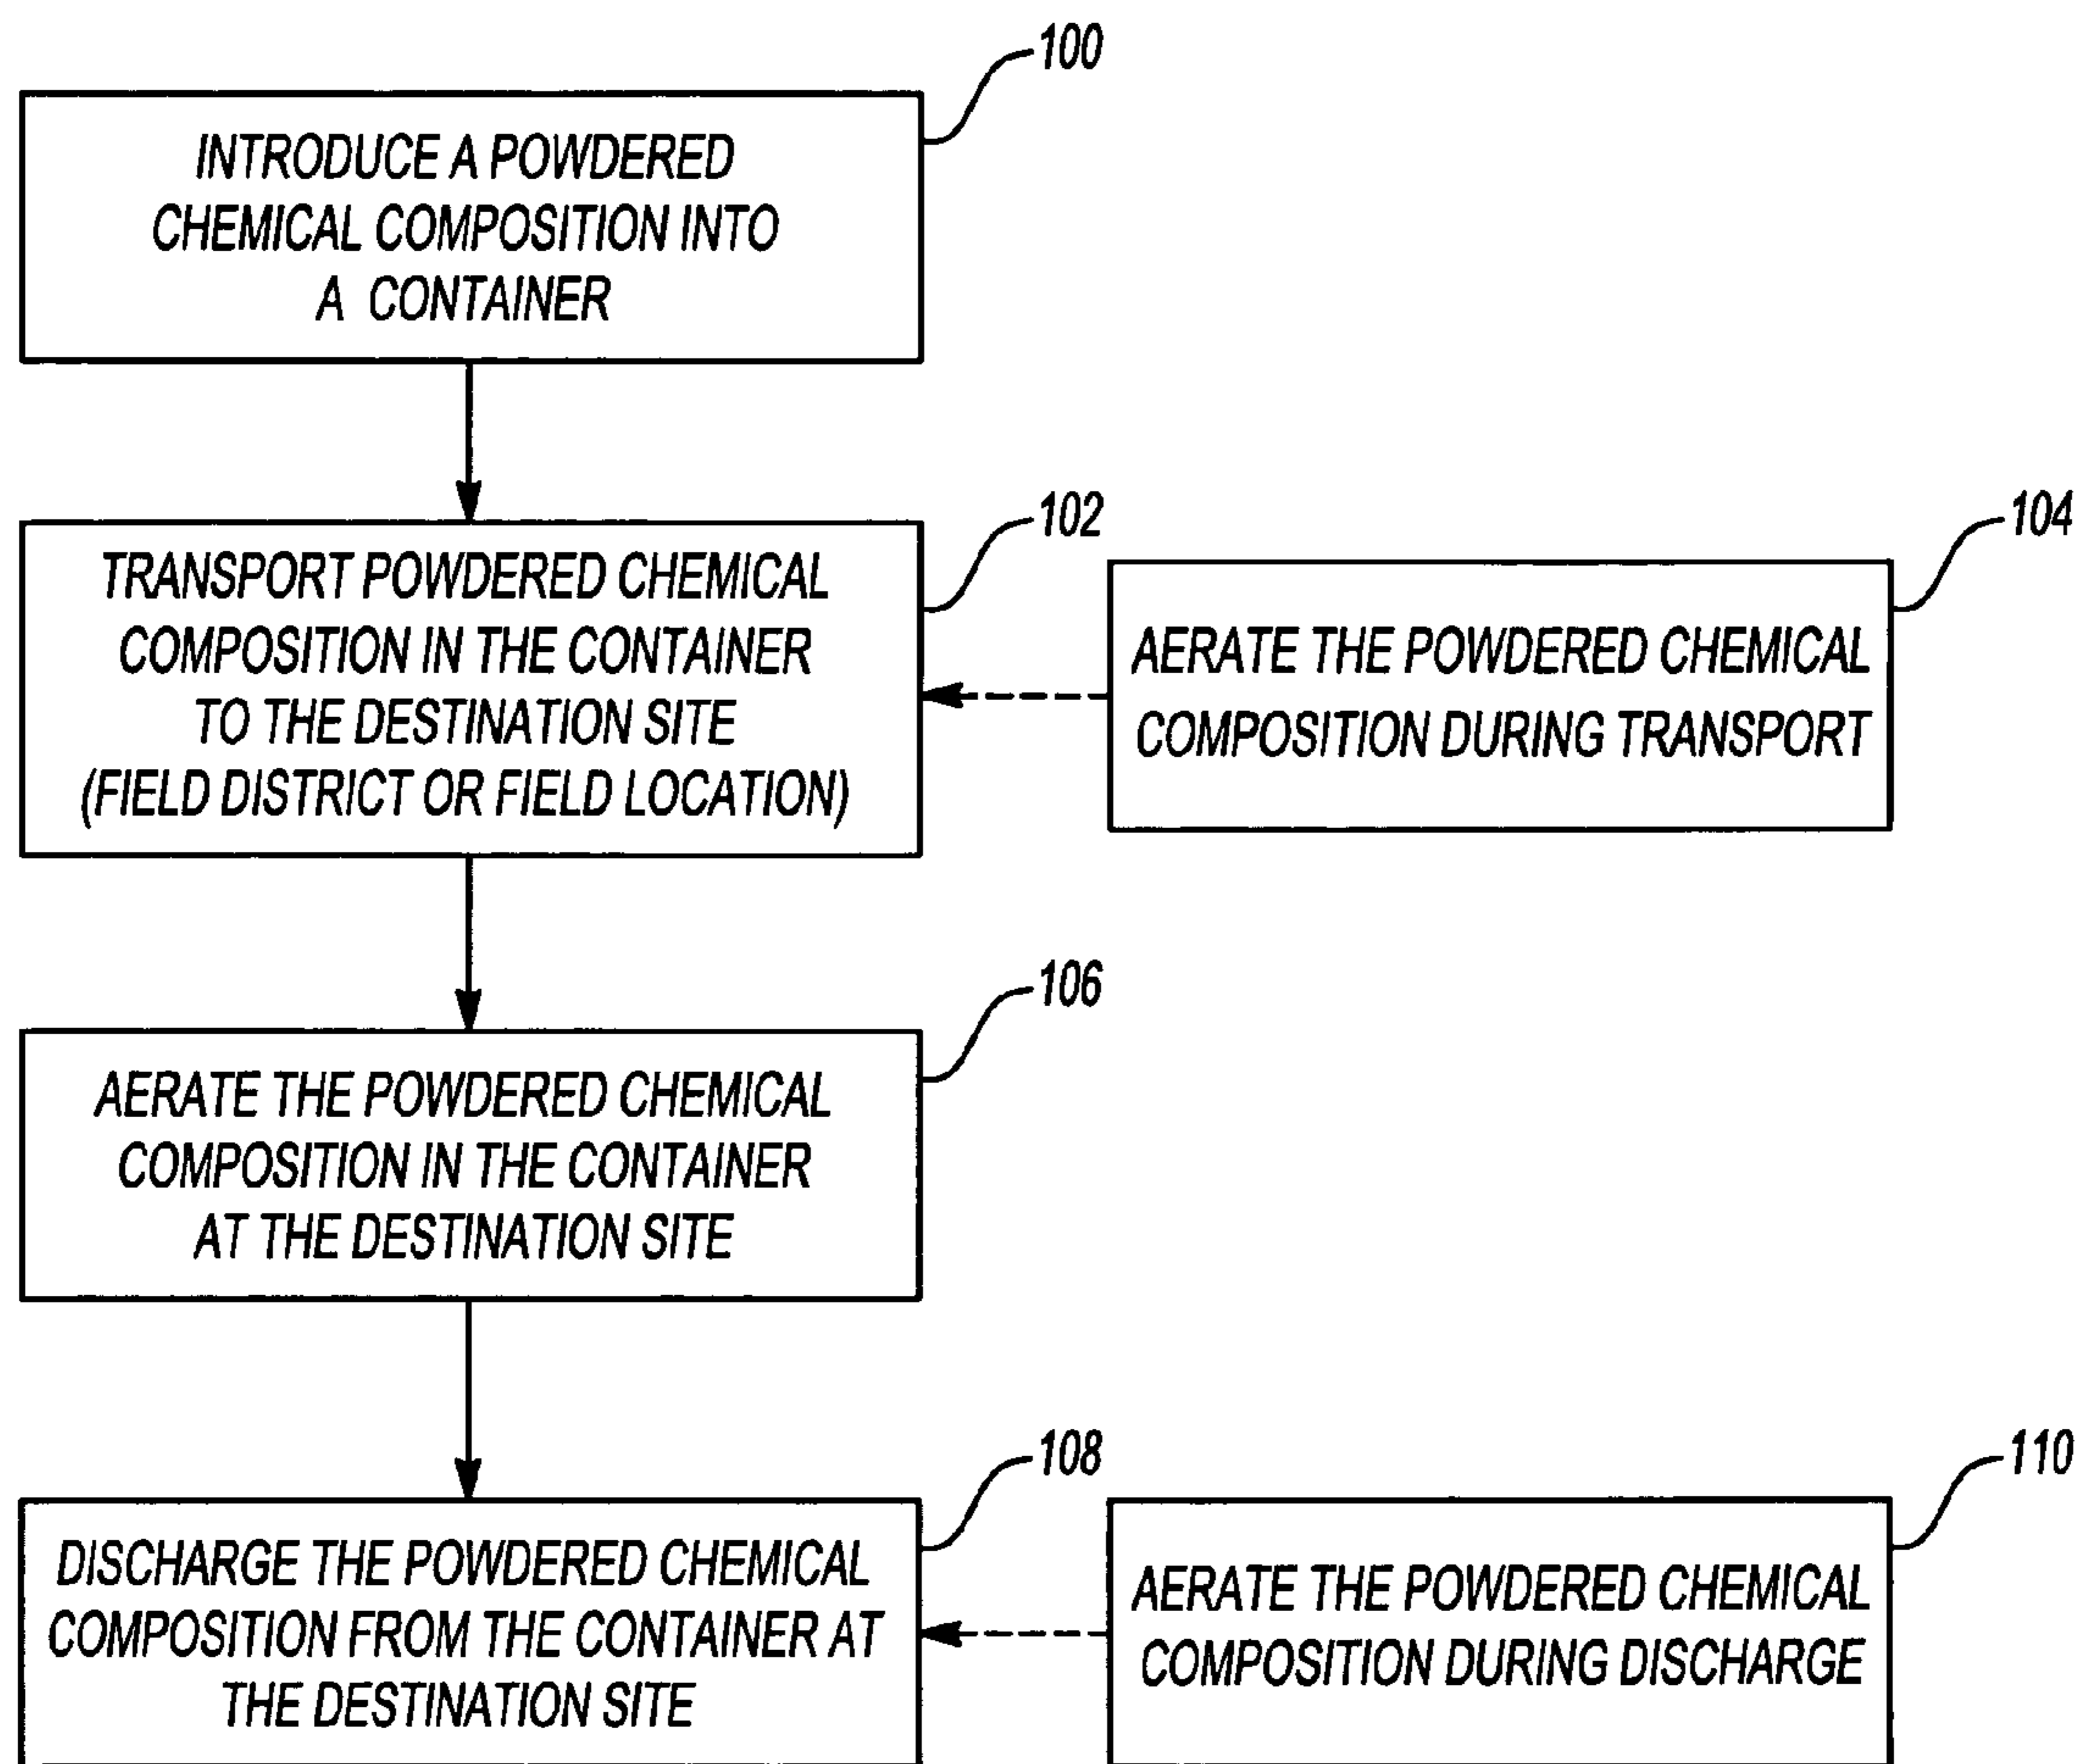 100
INTRODUCE A POWDERED
CHEMICAL COMPOSITION INTO
A CONTAINER
102
TRANSPORT POWDERED CHEMICAL
COMPOSITION IN THE CONTAINER
TO THE DESTINATION SITE
(FIELD DISTRICT OR FIELD LOCATION)
104
AERATE THE POWDERED CHEMICAL
COMPOSITION DURING TRANSPORT
106
AERATE THE POWDERED CHEMICAL
COMPOSITION IN THE CONTAINER
AT THE DESTINATION SITE
108
DISCHARGE THE POWDERED CHEMICAL
COMPOSITION FROM THE CONTAINER AT
THE DESTINATION SITE
110
AERATE THE POWDERED CHEMICAL
COMPOSITION DURING DISCHARGE